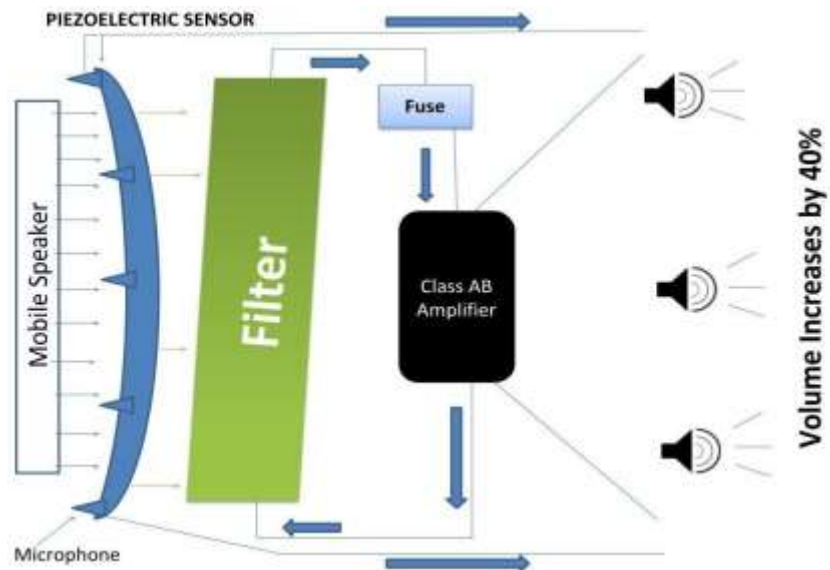 PIEZOELECTRIC SENSOR
Mobile Speaker
Filter
Fuse
Class AB
Amplifier
Volume Increases by 40%
Microphone